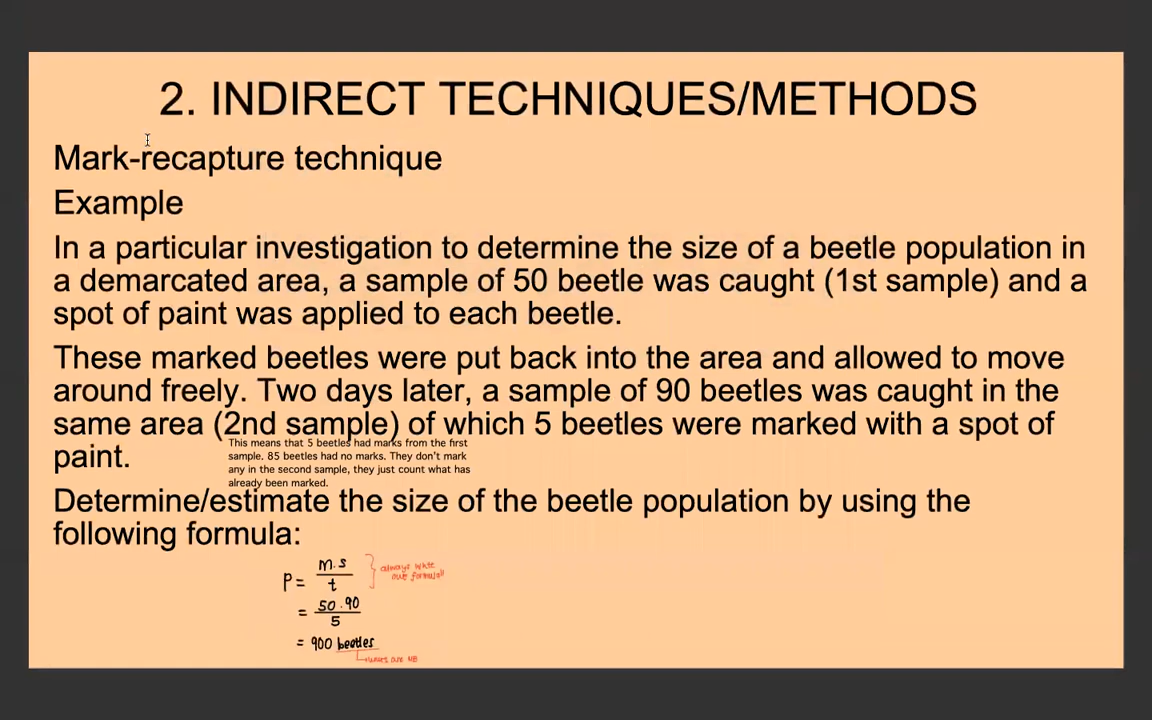 2. INDIRECT TECHNIQUES/METHODS
Mark-recapture technique
Example
In a particular investigation to determine the size of a beetle population in
a demarcated area, a sample of 50 beetle was caught (1st sample) and a
spot of paint was applied to each beetle.
These marked beetles were put back into the area and allowed to move
around freely. Two days later, a sample of 90 beetles was caught in the
same area (2nd sample) of which 5 beetles were marked with a spot of
paint.
This means that 5 beetles had marks from the first
sample. 85 beetles had no marks. They don't mark
any in the second sample, they just count what has
already been marked.
Determine/estimate the size of the beetle population by using the
following formula:
P = M.S / t
always write
out formula!!
= 50.90 / 5
= 900 beetles
units are NB